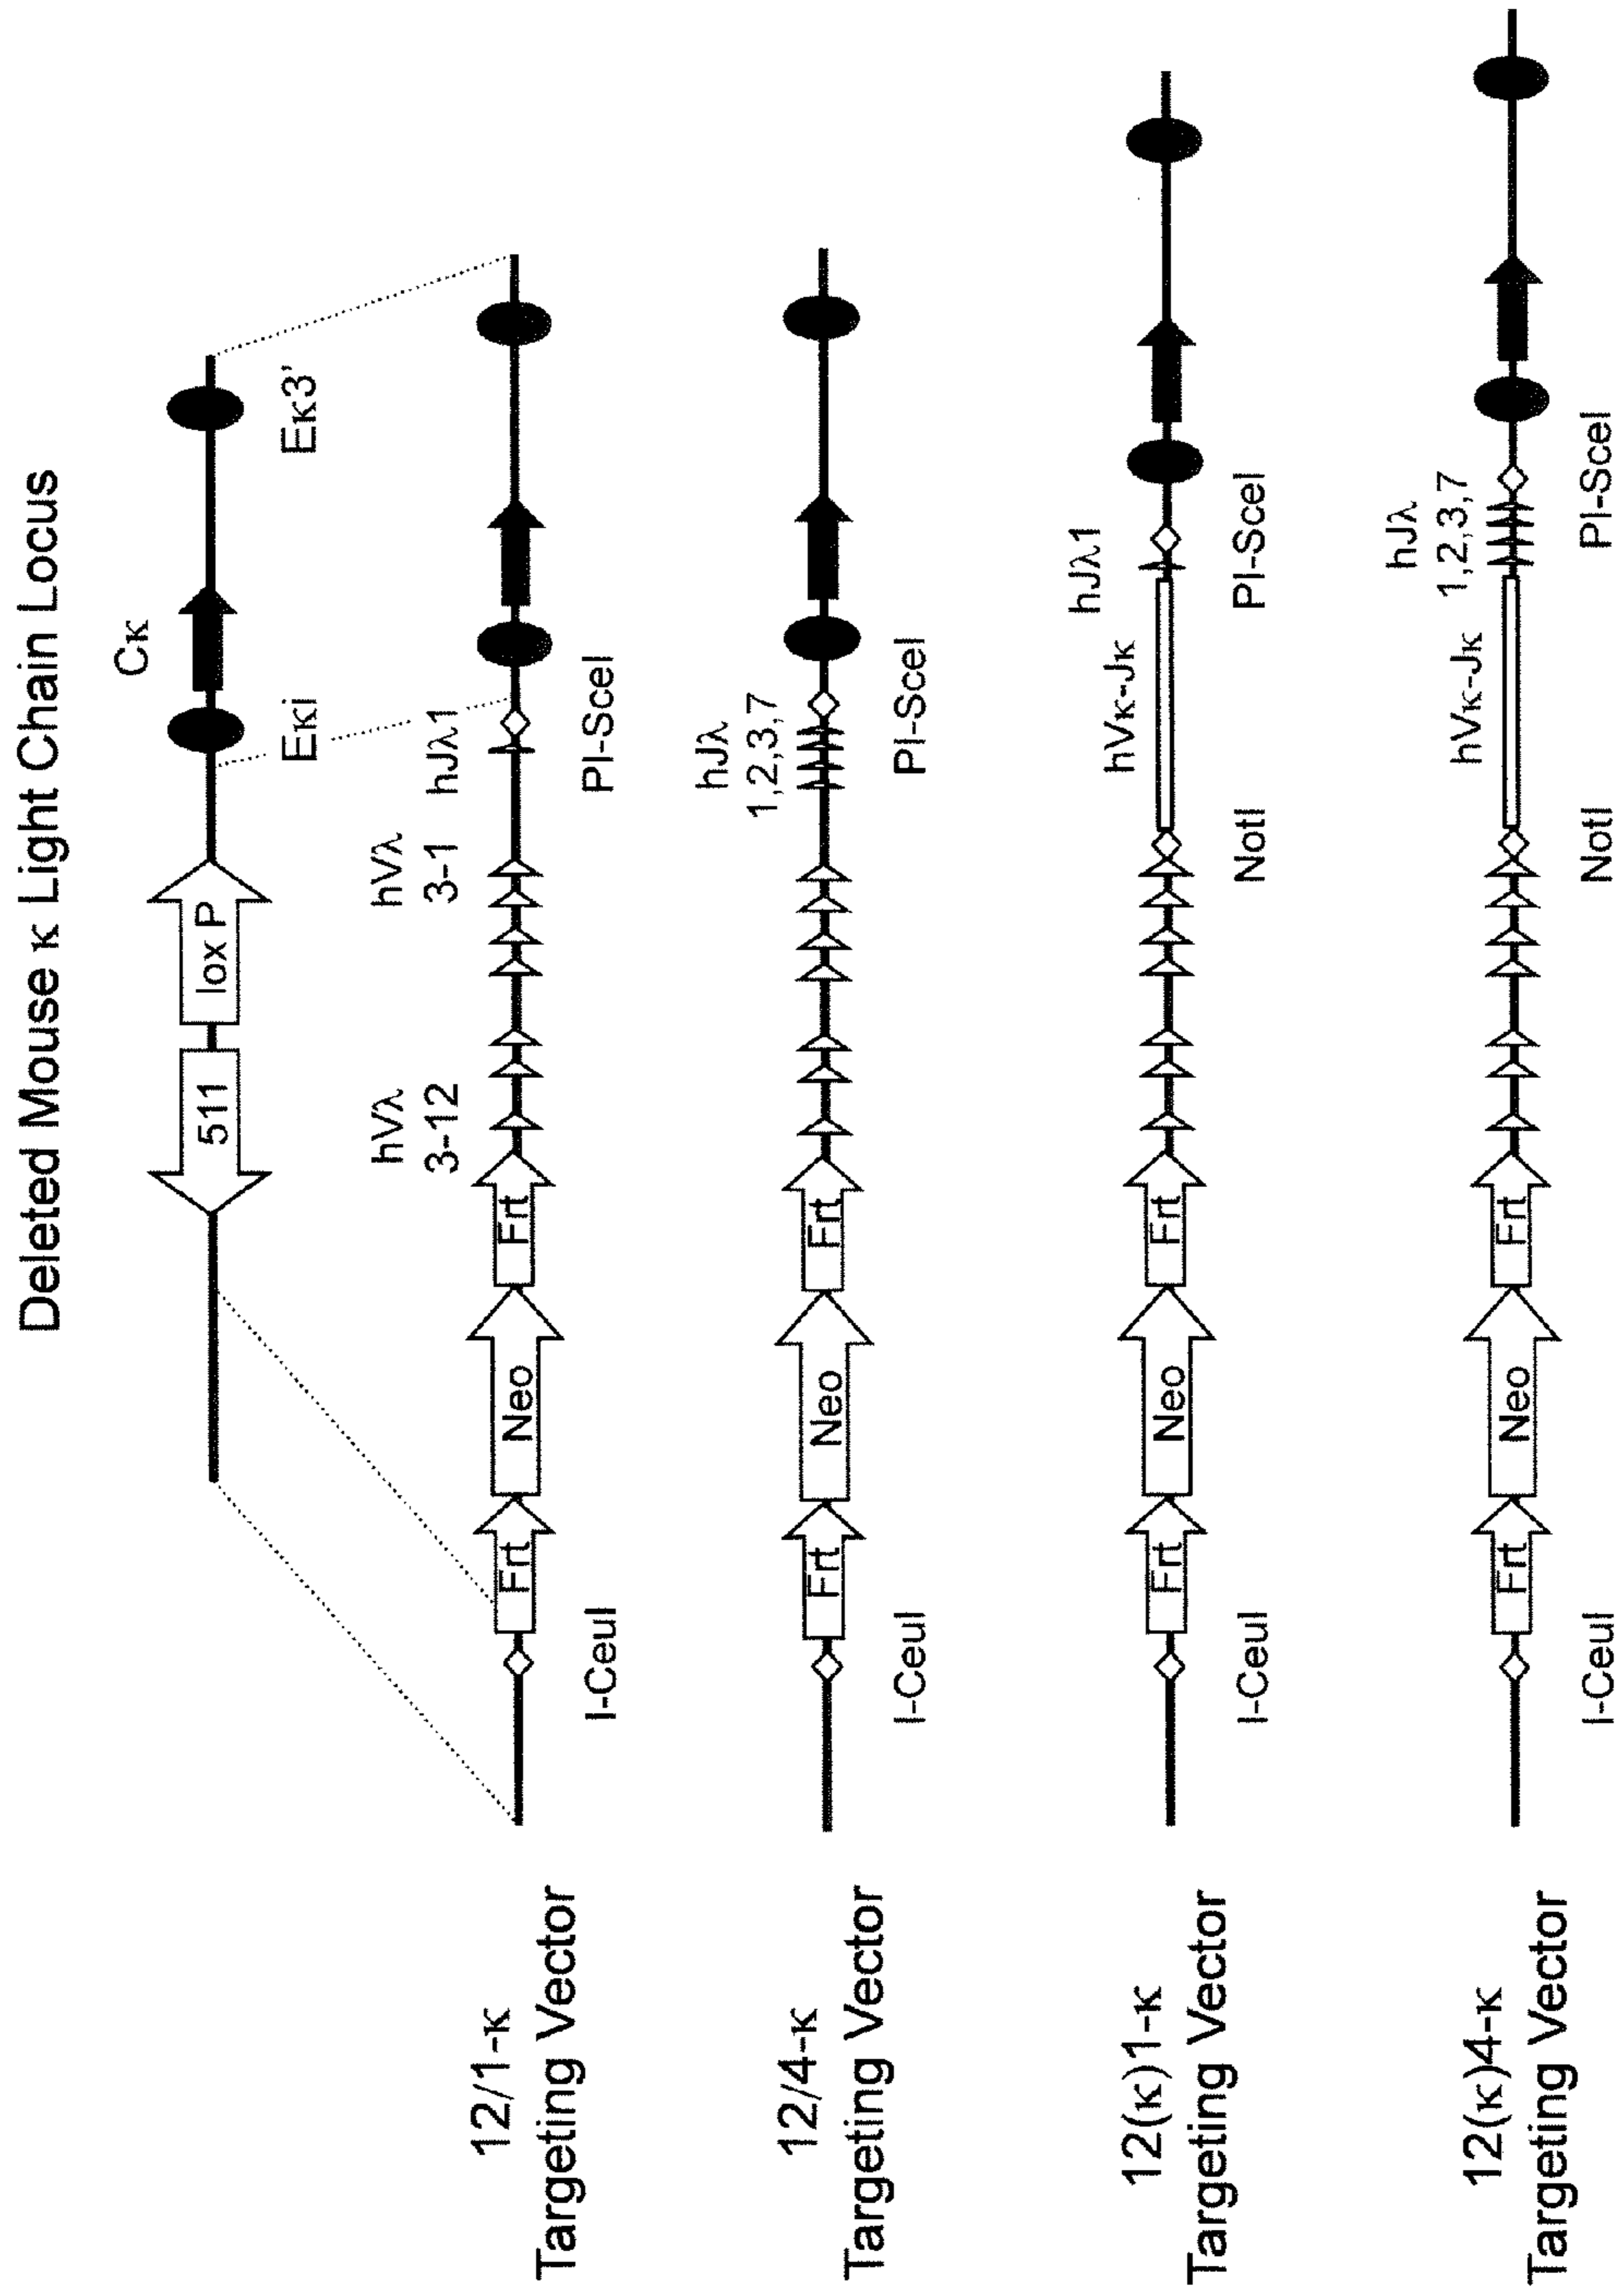 Deleted Mouse κ Light Chain Locus
511
lox P
Cκ
Eκi
Eκ3'
12/1-κ
Targeting Vector
hVλ
3-12
hVλ
3-1
hJλ1
Frt
Neo
Frt
I-CeuI
PI-SceI
12/4-κ
Targeting Vector
hJλ
1,2,3,7
Frt
Neo
Frt
I-CeuI
PI-SceI
12(κ)1-κ
Targeting Vector
hVκ-Jκ
hJλ1
Frt
Neo
Frt
I-CeuI
NotI
PI-SceI
12(κ)4-κ
Targeting Vector
hVκ-Jκ
hJλ
1,2,3,7
Frt
Neo
Frt
I-CeuI
NotI
PI-SceI